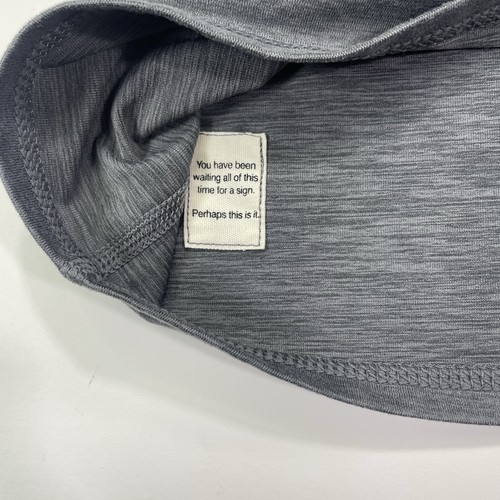 You have been
waiting all of this
time for a sign.
Perhaps this is it.